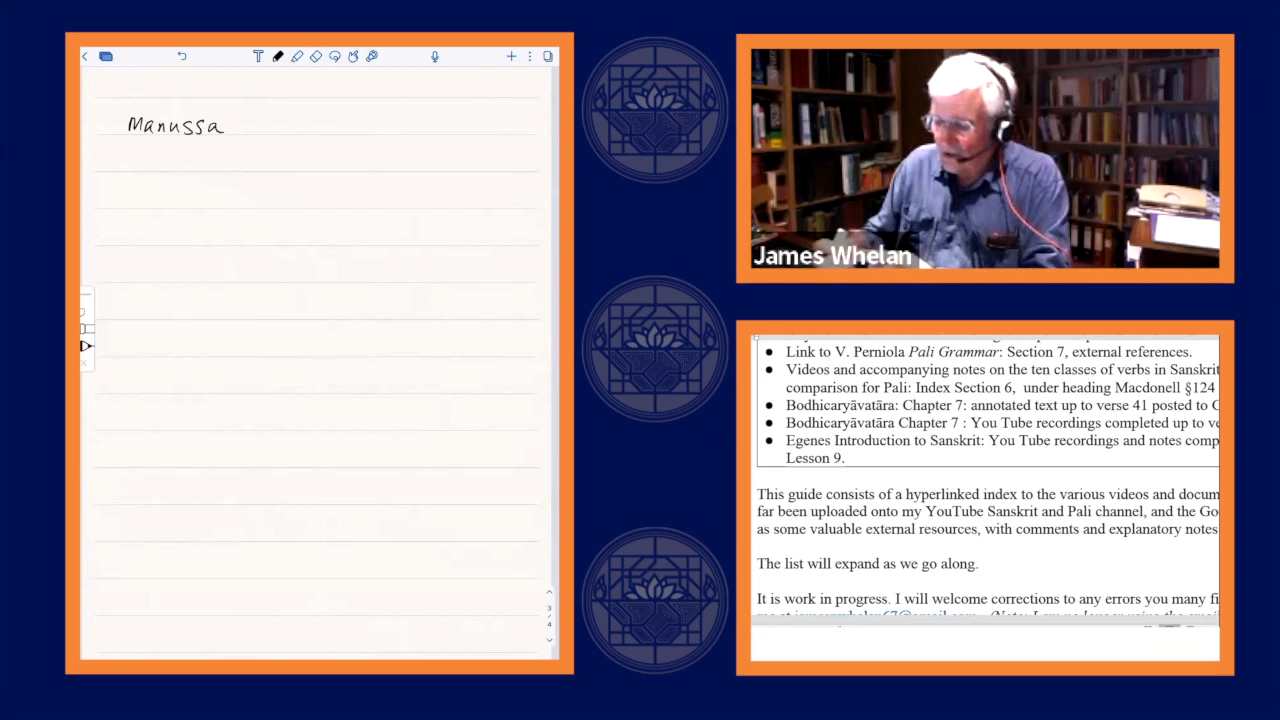 Manussa
James Whelan
Link to V. Perniola Pali Grammar: Section 7, external references.
Videos and accompanying notes on the ten classes of verbs in Sanskrit
comparison for Pali: Index Section 6, under heading Macdonell §124
Bodhicaryāvatāra: Chapter 7: annotated text up to verse 41 posted to
Bodhicaryāvatāra Chapter 7 : You Tube recordings completed up to
Egenes Introduction to Sanskrit: You Tube recordings and notes comp
Lesson 9.
This guide consists of a hyperlinked index to the various videos and docum
far been uploaded onto my YouTube Sanskrit and Pali channel, and the Go
as some valuable external resources, with comments and explanatory notes
The list will expand as we go along.
It is work in progress. I will welcome corrections to any errors you many fi
3
4